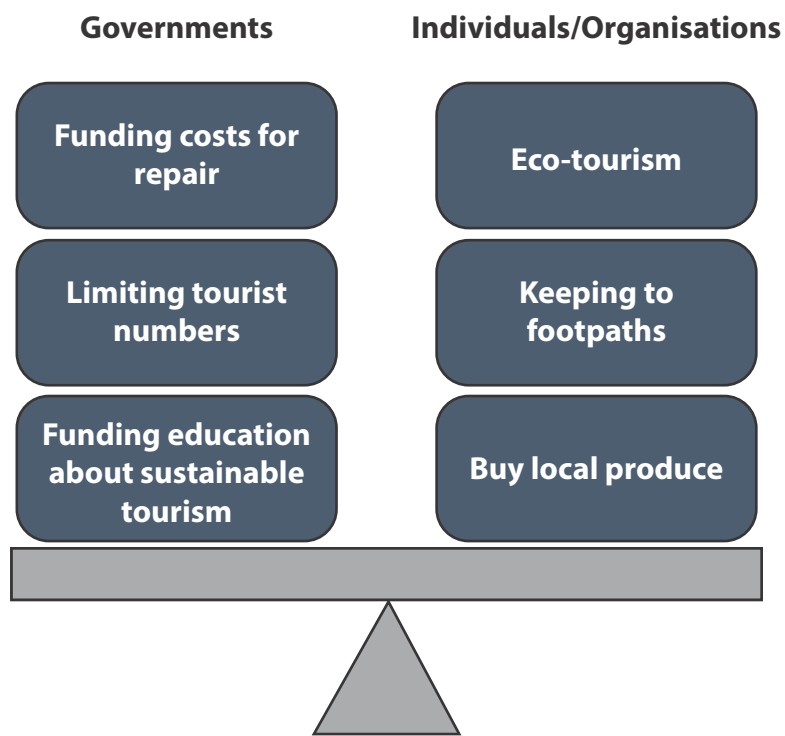 Governments
Individuals/Organisations
Funding costs for
repair
Eco-tourism
Limiting tourist
numbers
Keeping to
footpaths
Funding education
about sustainable
tourism
Buy local produce